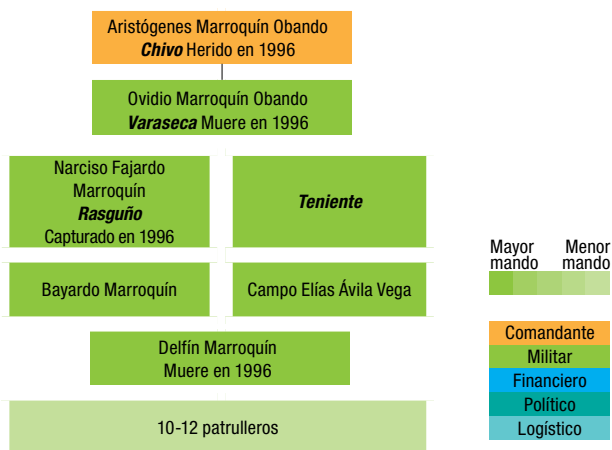 Aristógenes Marroquín Obando
Chivo Herido en 1996
Ovidio Marroquín Obando
Varaseca Muere en 1996
Narciso Fajardo
Marroquín
Rasguño
Capturado en 1996
Teniente
Bayardo Marroquín
Campo Elías Ávila Vega
Delfín Marroquín
Muere en 1996
10-12 patrulleros
Mayor mando
Menor mando
Comandante
Militar
Financiero
Político
Logístico